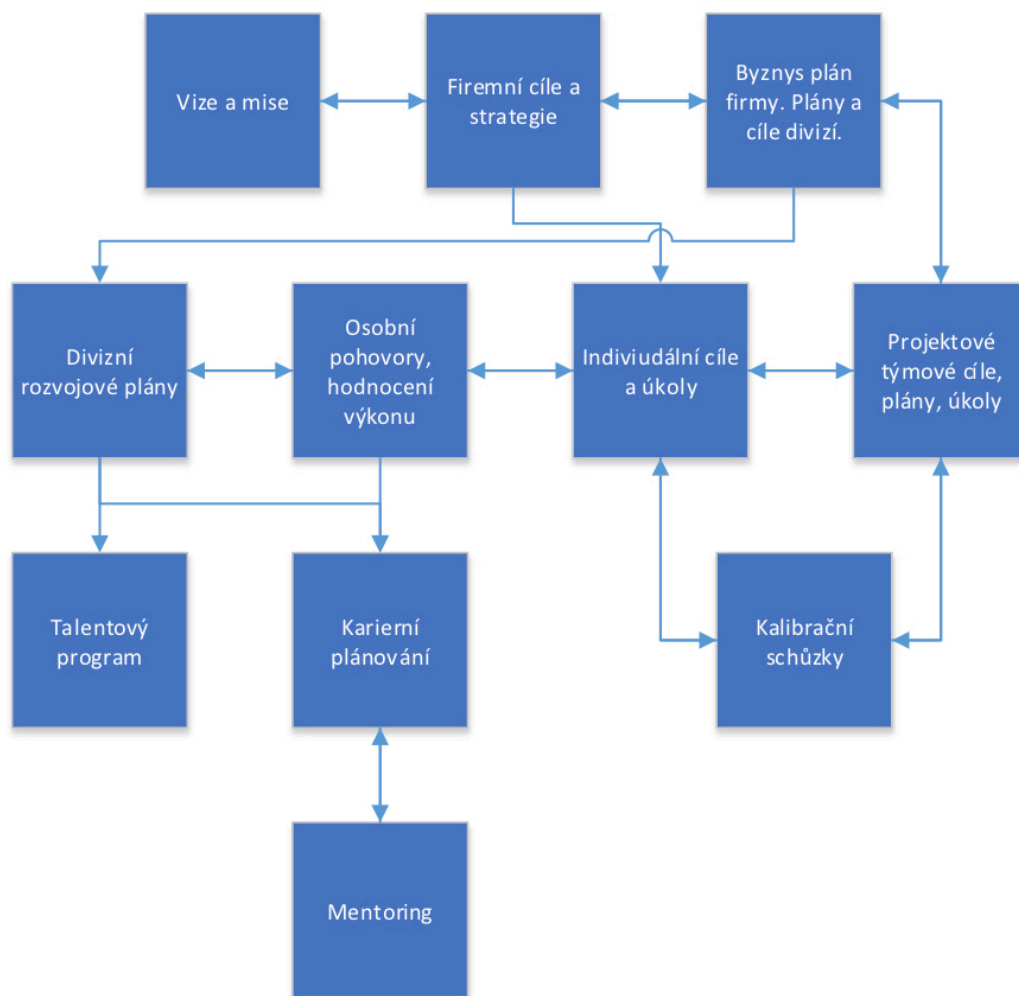 Vize a mise
Firemní cíle a
strategie
Byznys plán
firmy. Plány a
cíle divizí.
Divizní
rozvojové plány
Osobní
pohovory,
hodnocení
výkonu
Indiviudální cíle
a úkoly
Projektové
týmové cíle,
plány, úkoly
Talentový
program
Karierní
plánování
Kalibrační
schůzky
Mentoring